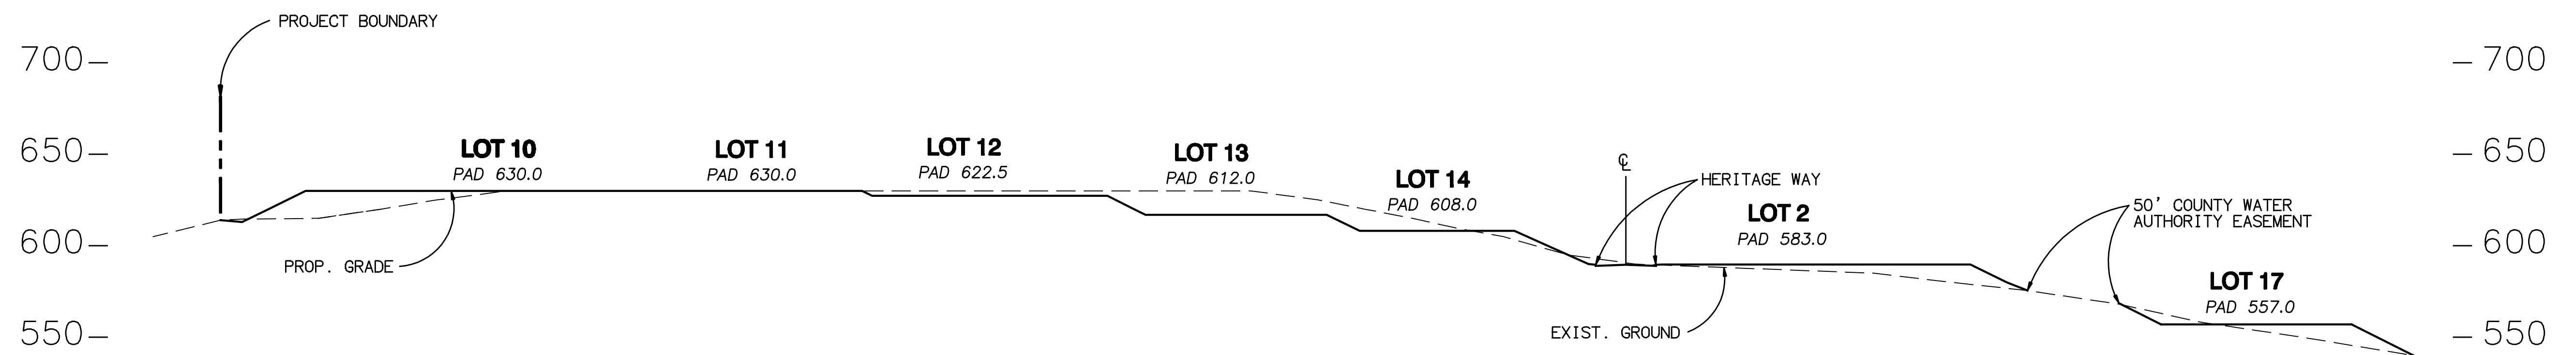 PROJECT BOUNDARY
700 700
650 650
LOT 10
PAD 630.0
LOT 11
PAD 630.0
LOT 12
PAD 622.5
LOT 13
PAD 612.0
LOT 14
PAD 608.0
℄
HERITAGE WAY
LOT 2
PAD 583.0
50' COUNTY WATER
AUTHORITY EASEMENT
600 600
PROP. GRADE
EXIST. GROUND
LOT 17
PAD 557.0
550 550